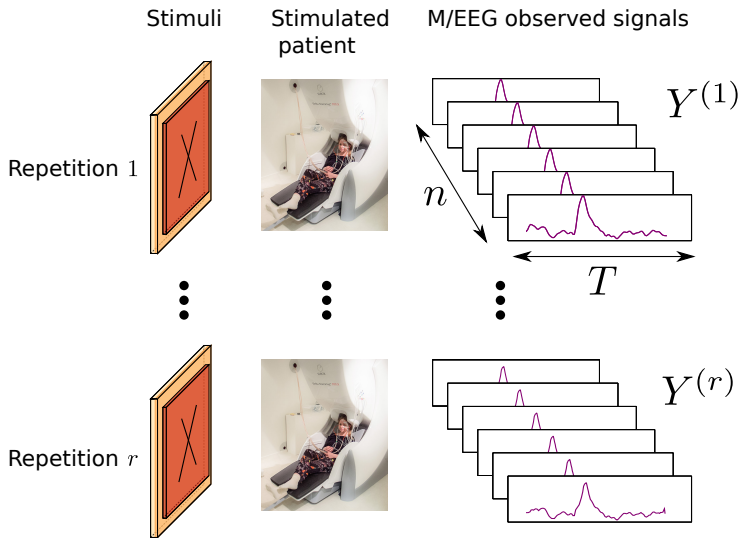 Stimuli
Stimulated
patient
M/EEG observed signals
Repetition 1
Y^{(1)}
n
T
Repetition r
Y^{(r)}